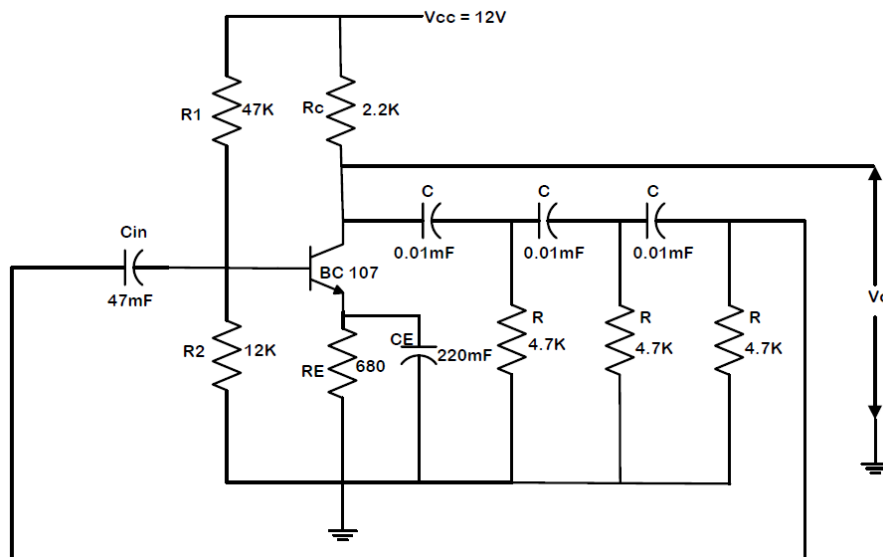 Vcc = 12V
R1
47K
Rc
2.2K
C
C
C
0.01mF
0.01mF
0.01mF
Cin
47mF
BC 107
R2
12K
RE
680
CE
220mF
R
4.7K
R
4.7K
R
4.7K